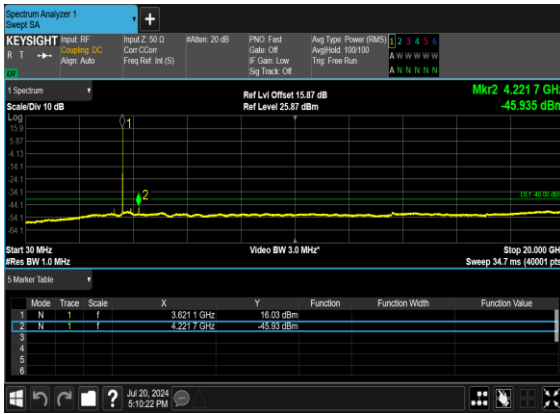 Spectrum Analyzer 1
Swept SA
+
KEYSIGHT
R T
LXI
Input: RF
Coupling: DC
Align: Auto
Input Z: 50 Ω
Corr CCorr
Freq Ref: Int (S)
#Atten: 20 dB
PNO: Fast
Gate: Off
IF Gain: Low
Sig Track: Off
Avg Type: Power (RMS)
Avg|Hold: 100/100
Trig: Free Run
1 2 3 4 5 6
A W W W W W
A N N N N N
1 Spectrum
Scale/Div 10 dB
Ref Lvl Offset 15.87 dB
Ref Level 25.87 dBm
Mkr2 4.221 7 GHz
-45.935 dBm
Log
15.9
5.87
-4.13
-14.1
-24.1
-34.1
-44.1
-54.1
-64.1
1
2
DL1 -40.00 dBm
Start 30 MHz
#Res BW 1.0 MHz
Video BW 3.0 MHz*
Stop 20.000 GH
Sweep 34.7 ms (40001 pts
5 Marker Table
Mode Trace Scale X Y Function Function Width Function Value
1 N 1 f 3.621 1 GHz 16.03 dBm
2 N 1 f 4.221 7 GHz -45.93 dBm
3
4
5
6
?
Jul 20, 2024
5:10:22 PM